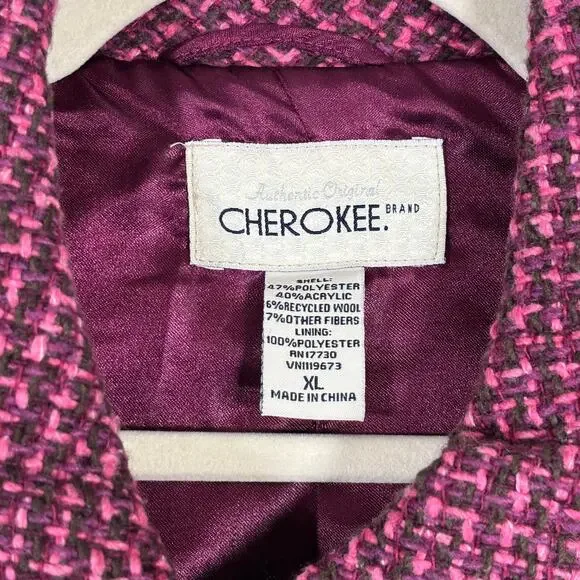 Authentic Original
CHEROKEE. BRAND
SHELL:
47%POLYESTER
40%ACRYLIC
6%RECYCLED WOOL
7%OTHER FIBERS
LINING:
100%POLYESTER
RN17730
VN1119673
XL
MADE IN CHINA